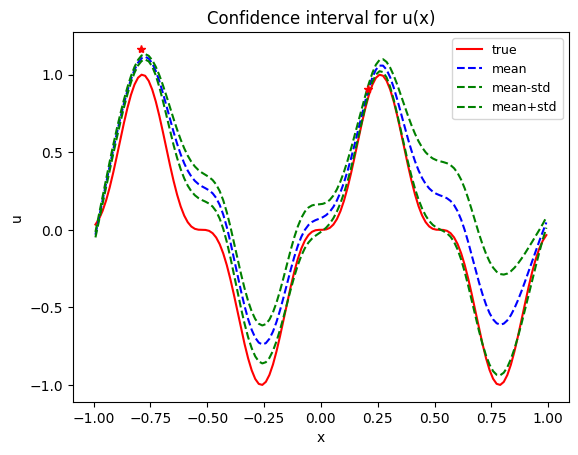 Confidence interval for u(x)
true
mean
mean-std
mean+std
u
1.0
0.5
0.0
−0.5
−1.0
−1.00 −0.75 −0.50 −0.25 0.00 0.25 0.50 0.75 1.00
x